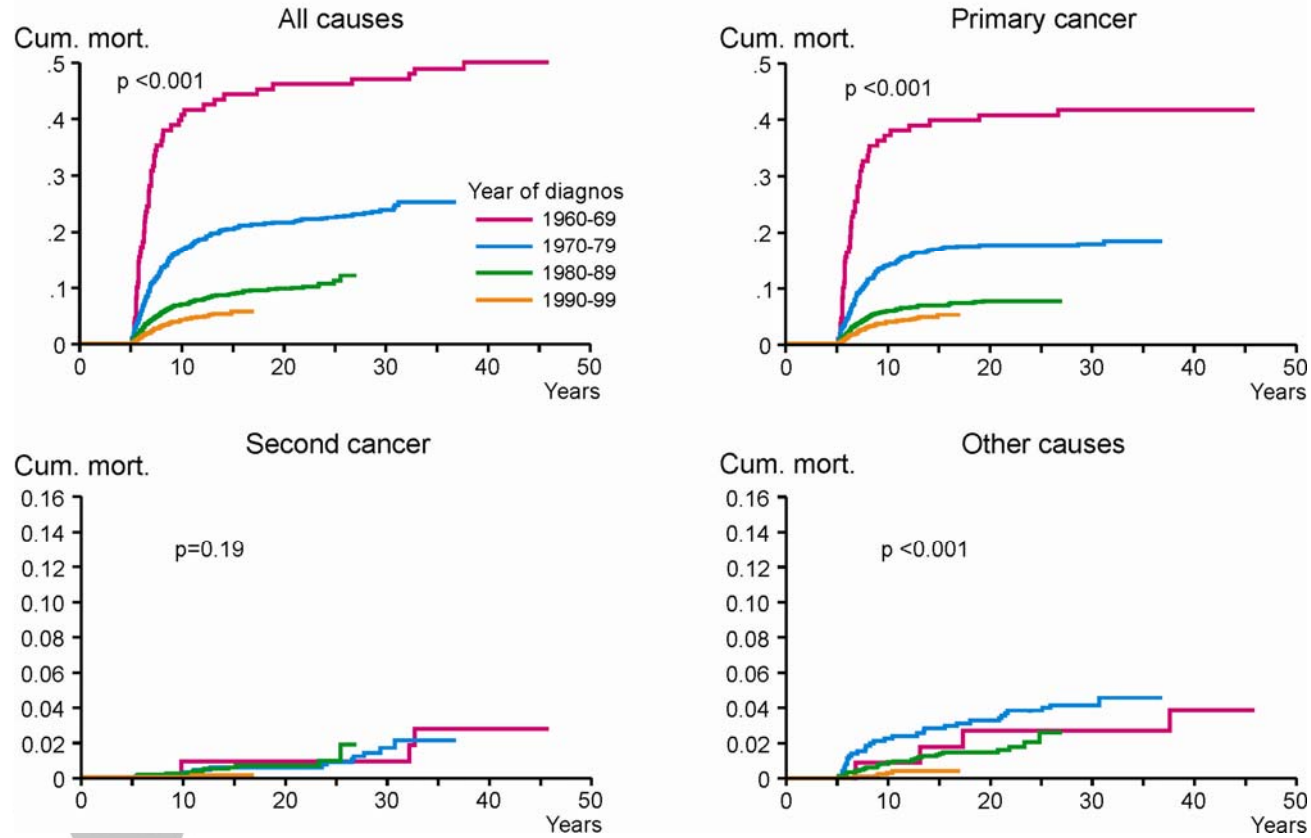 All causes
Cum. mort.
.5
.4
.3
.2
.1
0
p <0.001
Year of diagnos
1960-69
1970-79
1980-89
1990-99
0 10 20 30 40 50
Years
Primary cancer
Cum. mort.
.5
.4
.3
.2
.1
0
p <0.001
0 10 20 30 40 50
Years
Second cancer
Cum. mort.
0.16
0.14
0.12
0.10
0.08
0.06
0.04
0.02
0
p=0.19
0 10 20 30 40 50
Years
Other causes
Cum. mort.
0.16
0.14
0.12
0.10
0.08
0.06
0.04
0.02
0
p <0.001
0 10 20 30 40 50
Years